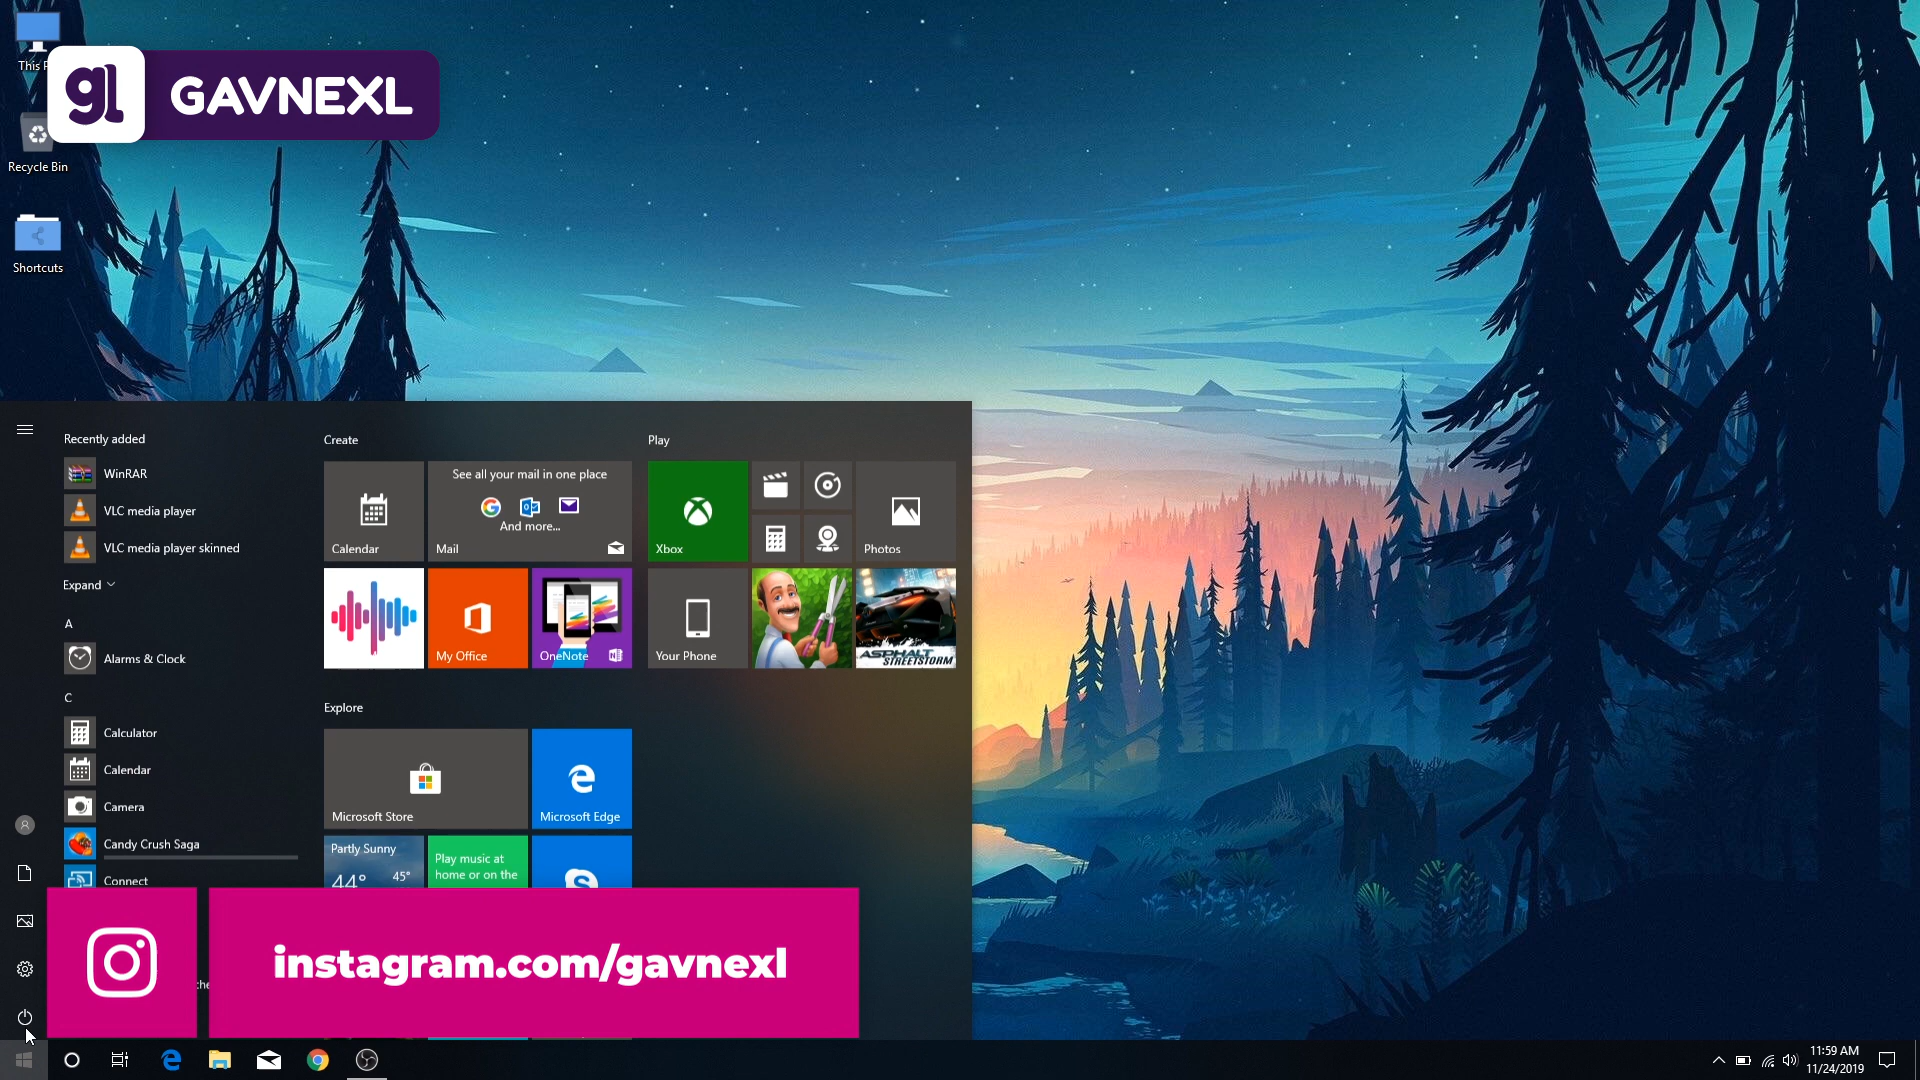 This P
gl
GAVNEXL
Recycle Bin
Shortcuts
Recently added
WinRAR
VLC media player
VLC media player skinned
Expand
A
Alarms & Clock
C
Calculator
Calendar
Camera
Candy Crush Saga
Connect
Create
Calendar
See all your mail in one place
And more...
Mail
My Office
OneNote
Play
Xbox
Photos
Your Phone
ASPHALT
STREETSTORM
Explore
Microsoft Store
Microsoft Edge
Partly Sunny
44° 45°
Play music at
home or on the
instagram.com/gavnexl
11:59 AM
11/24/2019